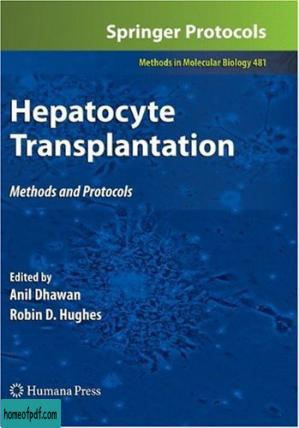 Springer Protocols
Methods in Molecular Biology 481
Hepatocyte
Transplantation
Methods and Protocols
Edited by
Anil Dhawan
Robin D. Hughes
Humana Press
homeofpdf.com